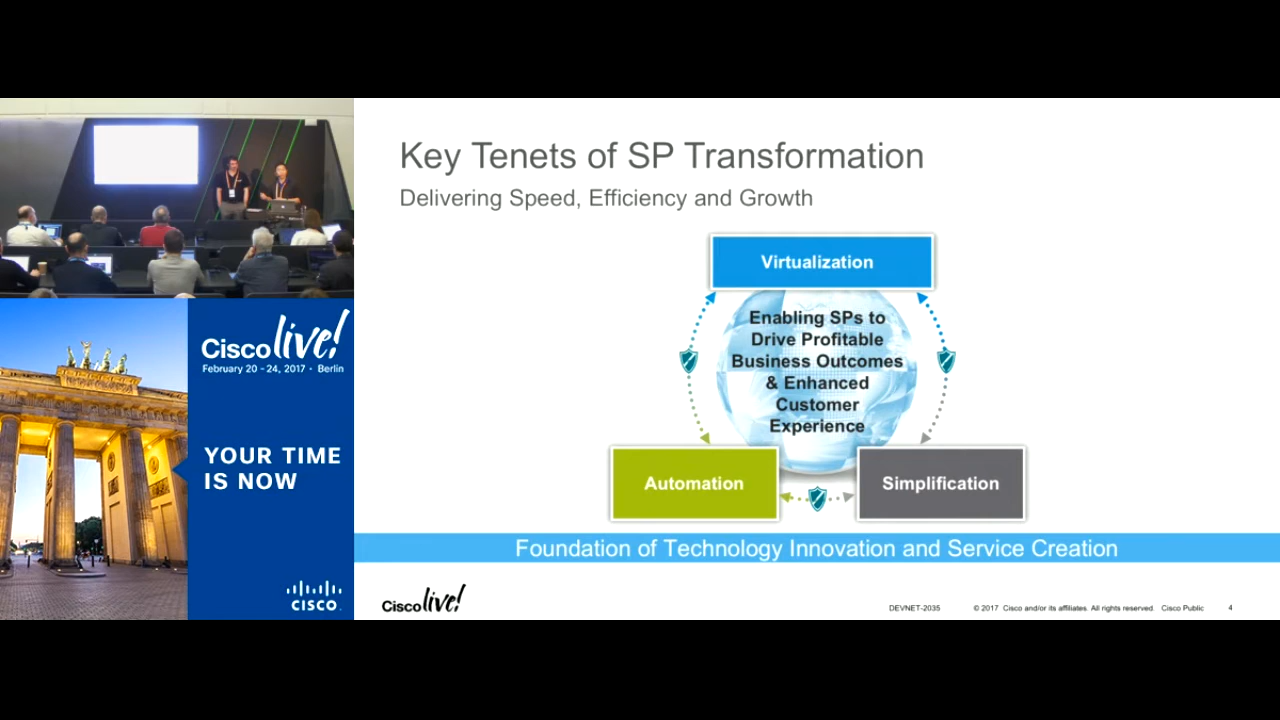 Key Tenets of SP Transformation
Delivering Speed, Efficiency and Growth
Virtualization
Enabling SPs to
Drive Profitable
Business Outcomes
& Enhanced
Customer
Experience
Automation
Simplification
Foundation of Technology Innovation and Service Creation
Cisco live!
DEVNET-2035 © 2017 Cisco and/or its affiliates. All rights reserved. Cisco Public 4
Cisco live!
February 20 - 24, 2017 • Berlin
YOUR TIME
IS NOW
CISCO.